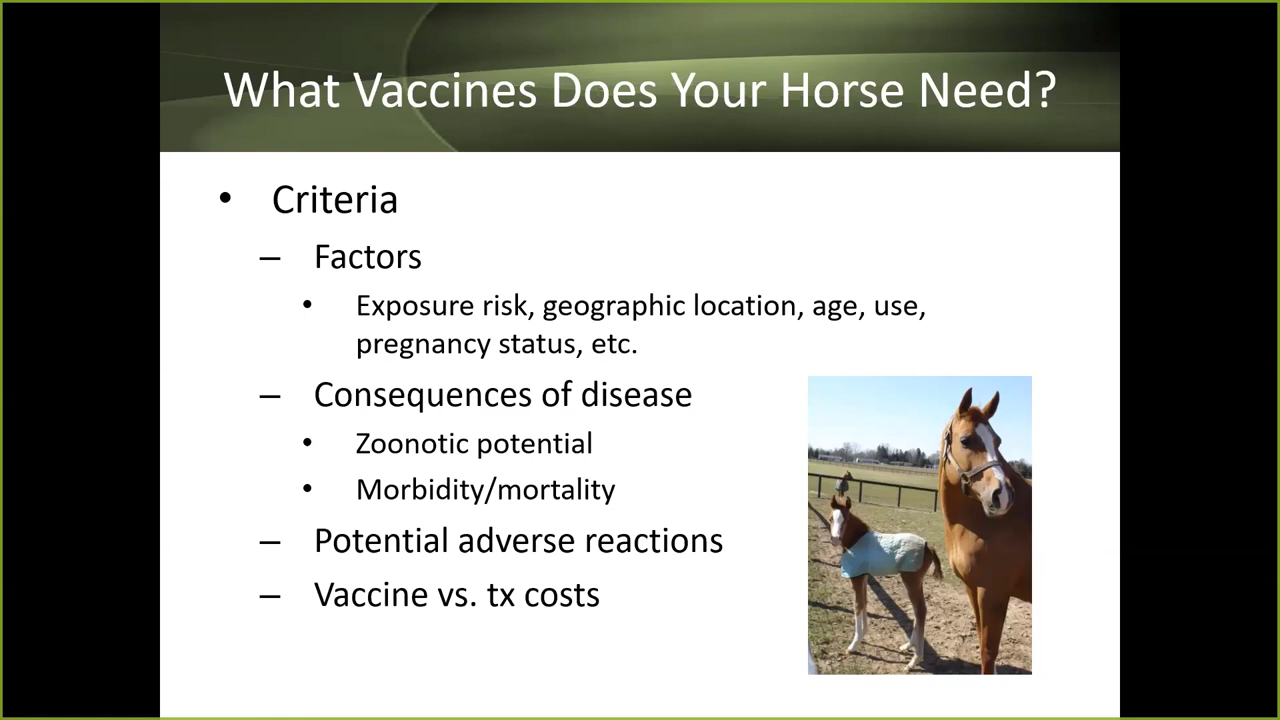 What Vaccines Does Your Horse Need?
• Criteria
– Factors
• Exposure risk, geographic location, age, use,
pregnancy status, etc.
– Consequences of disease
• Zoonotic potential
• Morbidity/mortality
– Potential adverse reactions
– Vaccine vs. tx costs